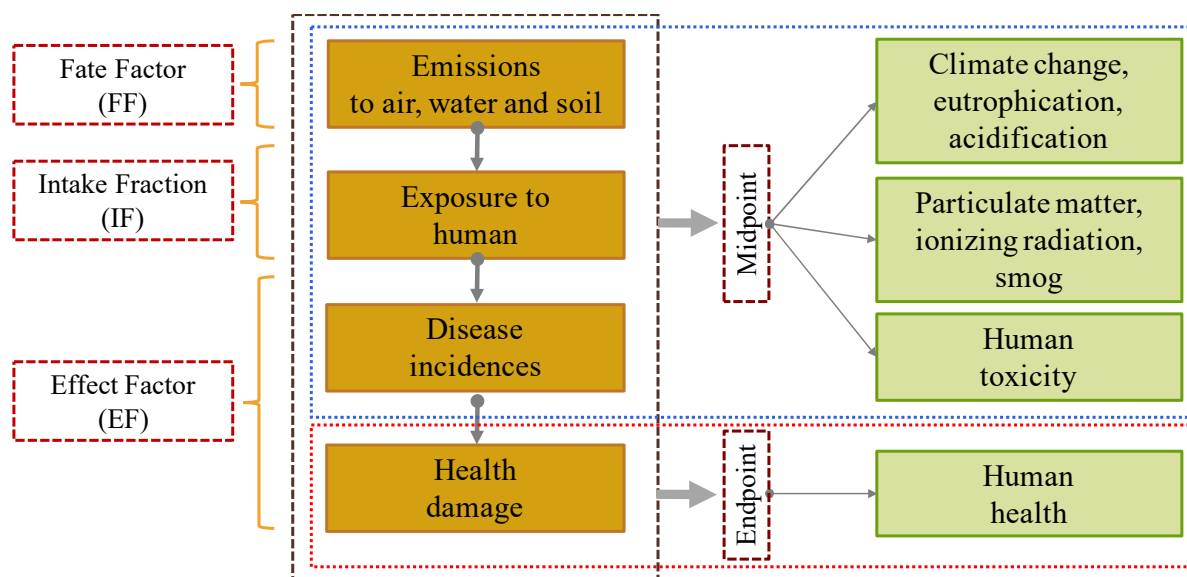 Fate Factor
(FF)
Emissions
to air, water and soil
Climate change,
eutrophication,
acidification
Intake Fraction
(IF)
Exposure to
human
Midpoint
Particulate matter,
ionizing radiation,
smog
Disease
incidences
Human
toxicity
Effect Factor
(EF)
Health
damage
Endpoint
Human
health